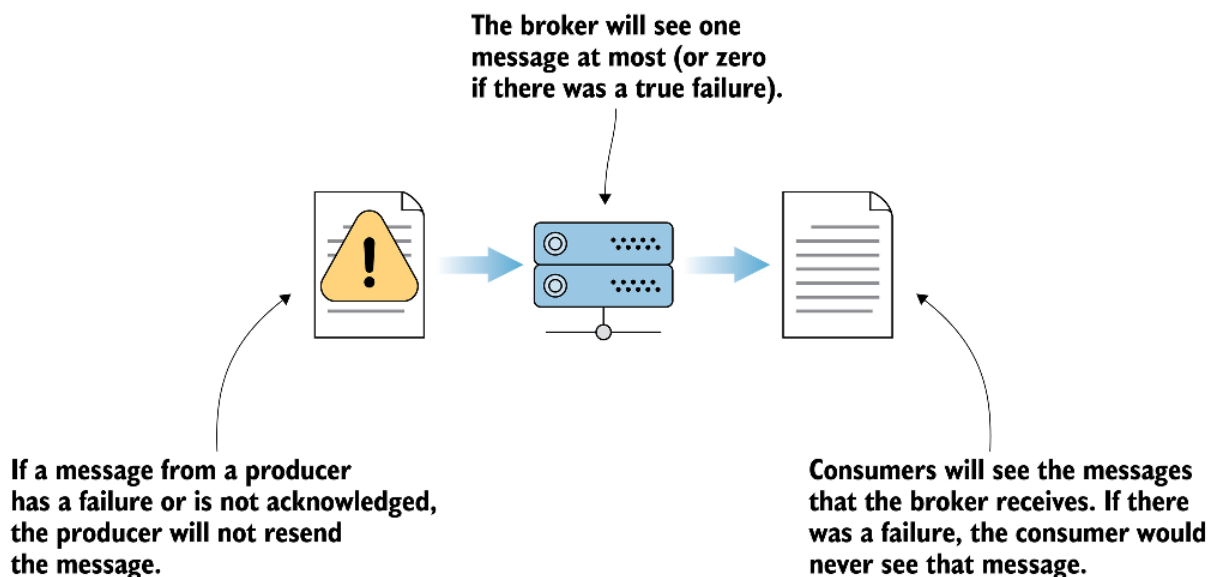 The broker will see one
message at most (or zero
if there was a true failure).
If a message from a producer
has a failure or is not acknowledged,
the producer will not resend
the message.
Consumers will see the messages
that the broker receives. If there
was a failure, the consumer would
never see that message.